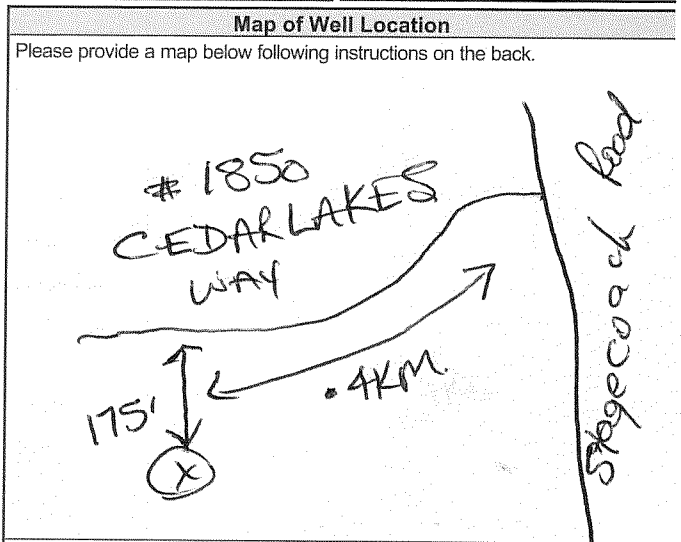 Map of Well Location
Please provide a map below following instructions on the back.
# 1850
CEDARLAKES
WAY
Stagecoach Road
.4KM.
175'
X